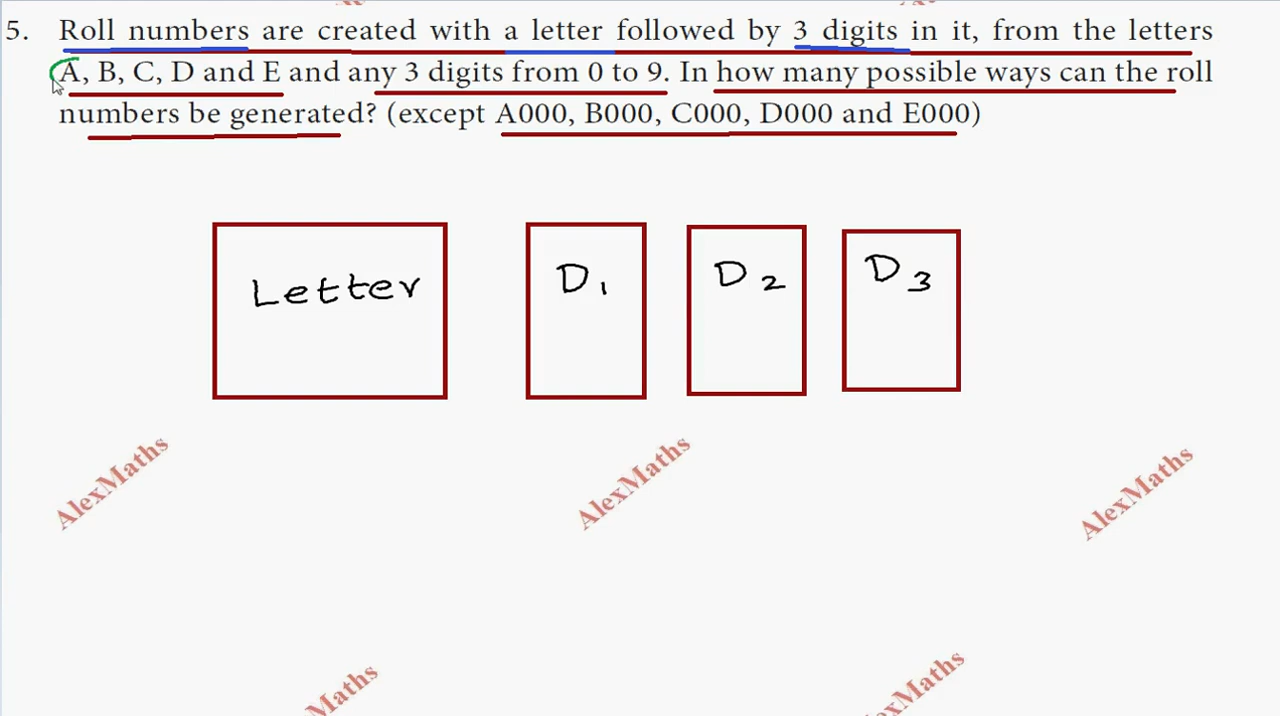 5. Roll numbers are created with a letter followed by 3 digits in it, from the letters
A, B, C, D and E and any 3 digits from 0 to 9. In how many possible ways can the roll
numbers be generated? (except A000, B000, C000, D000 and E000)
Letter D1 D2 D3
AlexMaths AlexMaths AlexMaths
Maths exMaths